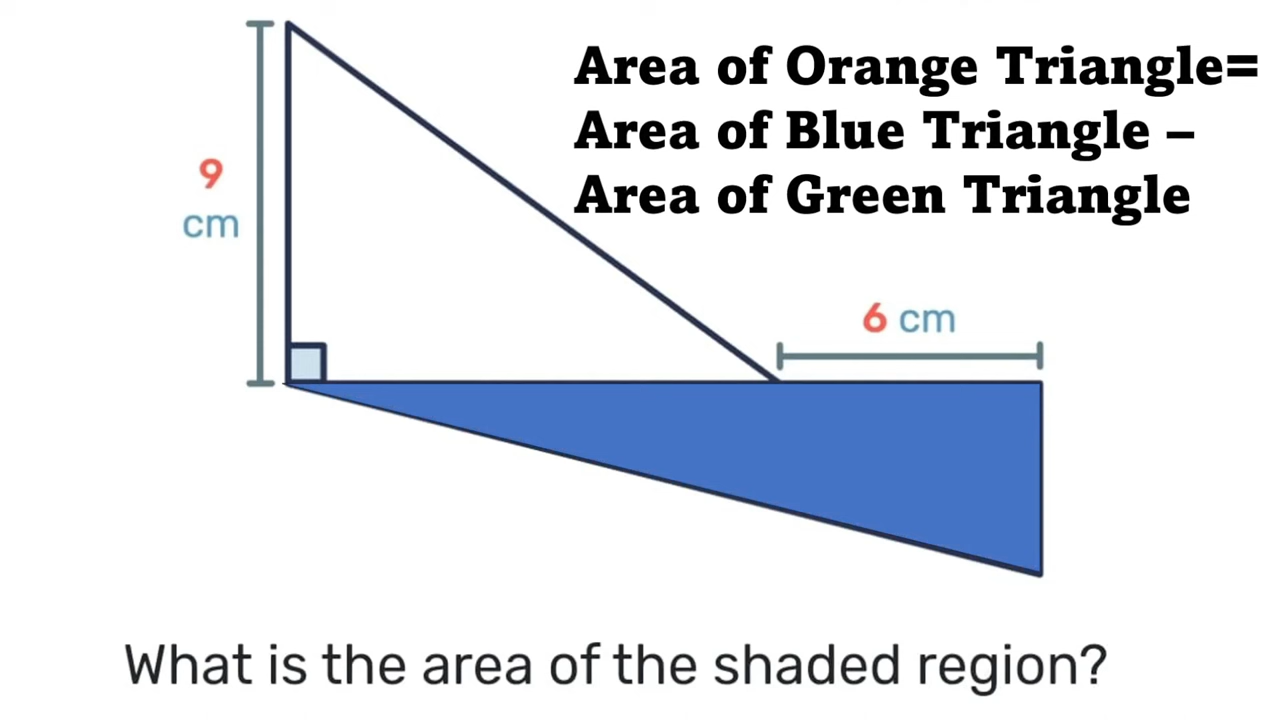 Area of Orange Triangle=
Area of Blue Triangle –
Area of Green Triangle
9
cm
6 cm
What is the area of the shaded region?